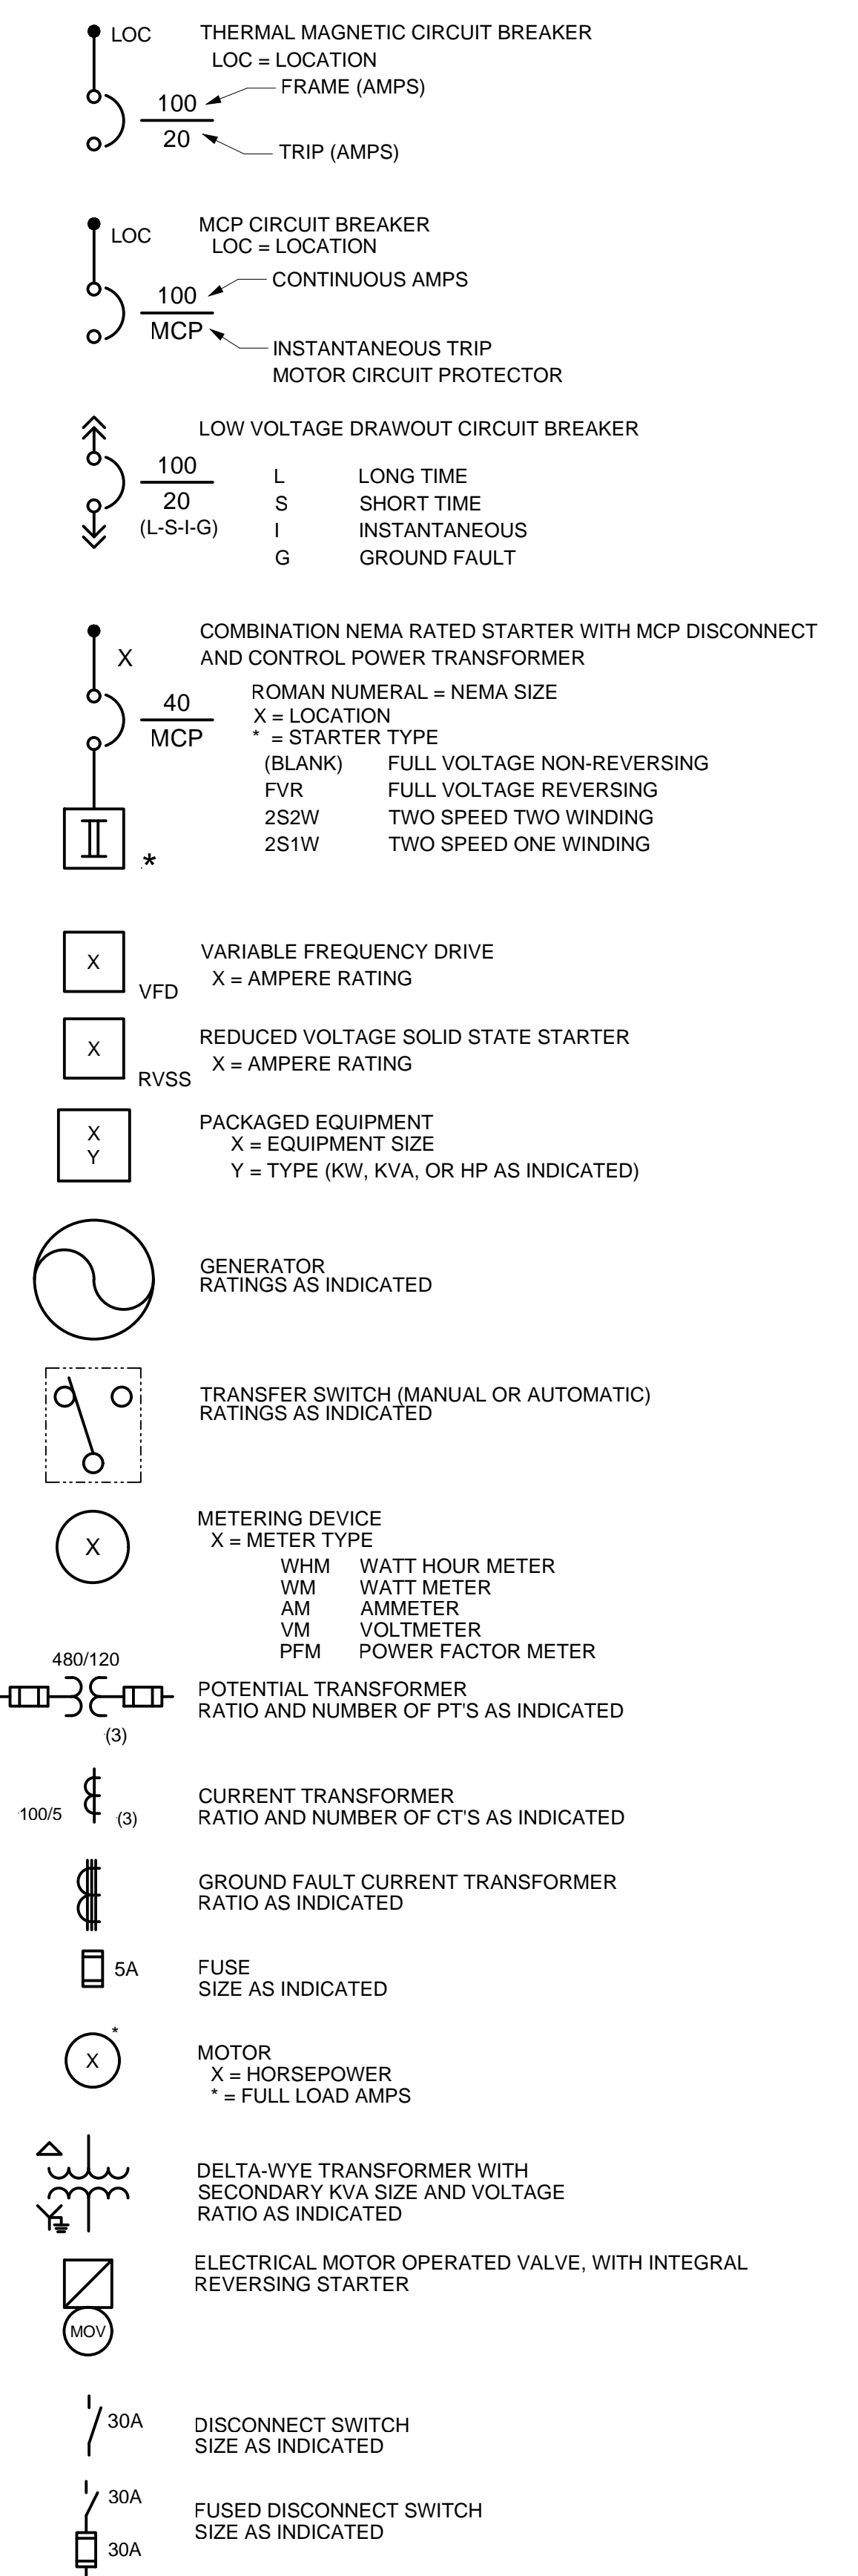 LOC THERMAL MAGNETIC CIRCUIT BREAKER
LOC = LOCATION
FRAME (AMPS)
100
20
TRIP (AMPS)
LOC MCP CIRCUIT BREAKER
LOC = LOCATION
CONTINUOUS AMPS
100
MCP
INSTANTANEOUS TRIP
MOTOR CIRCUIT PROTECTOR
LOW VOLTAGE DRAWOUT CIRCUIT BREAKER
100
20
(L-S-I-G)
L LONG TIME
S SHORT TIME
I INSTANTANEOUS
G GROUND FAULT
COMBINATION NEMA RATED STARTER WITH MCP DISCONNECT
X AND CONTROL POWER TRANSFORMER
40
MCP
ROMAN NUMERAL = NEMA SIZE
X = LOCATION
* = STARTER TYPE
(BLANK) FULL VOLTAGE NON-REVERSING
FVR FULL VOLTAGE REVERSING
2S2W TWO SPEED TWO WINDING
2S1W TWO SPEED ONE WINDING
II
*
X VARIABLE FREQUENCY DRIVE
VFD X = AMPERE RATING
X REDUCED VOLTAGE SOLID STATE STARTER
RVSS X = AMPERE RATING
X
Y
PACKAGED EQUIPMENT
X = EQUIPMENT SIZE
Y = TYPE (KW, KVA, OR HP AS INDICATED)
GENERATOR
RATINGS AS INDICATED
TRANSFER SWITCH (MANUAL OR AUTOMATIC)
RATINGS AS INDICATED
X METERING DEVICE
X = METER TYPE
WHM WATT HOUR METER
WM WATT METER
AM AMMETER
VM VOLTMETER
PFM POWER FACTOR METER
480/120
(3)
POTENTIAL TRANSFORMER
RATIO AND NUMBER OF PT'S AS INDICATED
100/5 (3)
CURRENT TRANSFORMER
RATIO AND NUMBER OF CT'S AS INDICATED
GROUND FAULT CURRENT TRANSFORMER
RATIO AS INDICATED
5A FUSE
SIZE AS INDICATED
X *
MOTOR
X = HORSEPOWER
* = FULL LOAD AMPS
DELTA-WYE TRANSFORMER WITH
SECONDARY KVA SIZE AND VOLTAGE
RATIO AS INDICATED
ELECTRICAL MOTOR OPERATED VALVE, WITH INTEGRAL
REVERSING STARTER
MOV
30A DISCONNECT SWITCH
SIZE AS INDICATED
30A
FUSED DISCONNECT SWITCH
SIZE AS INDICATED
30A